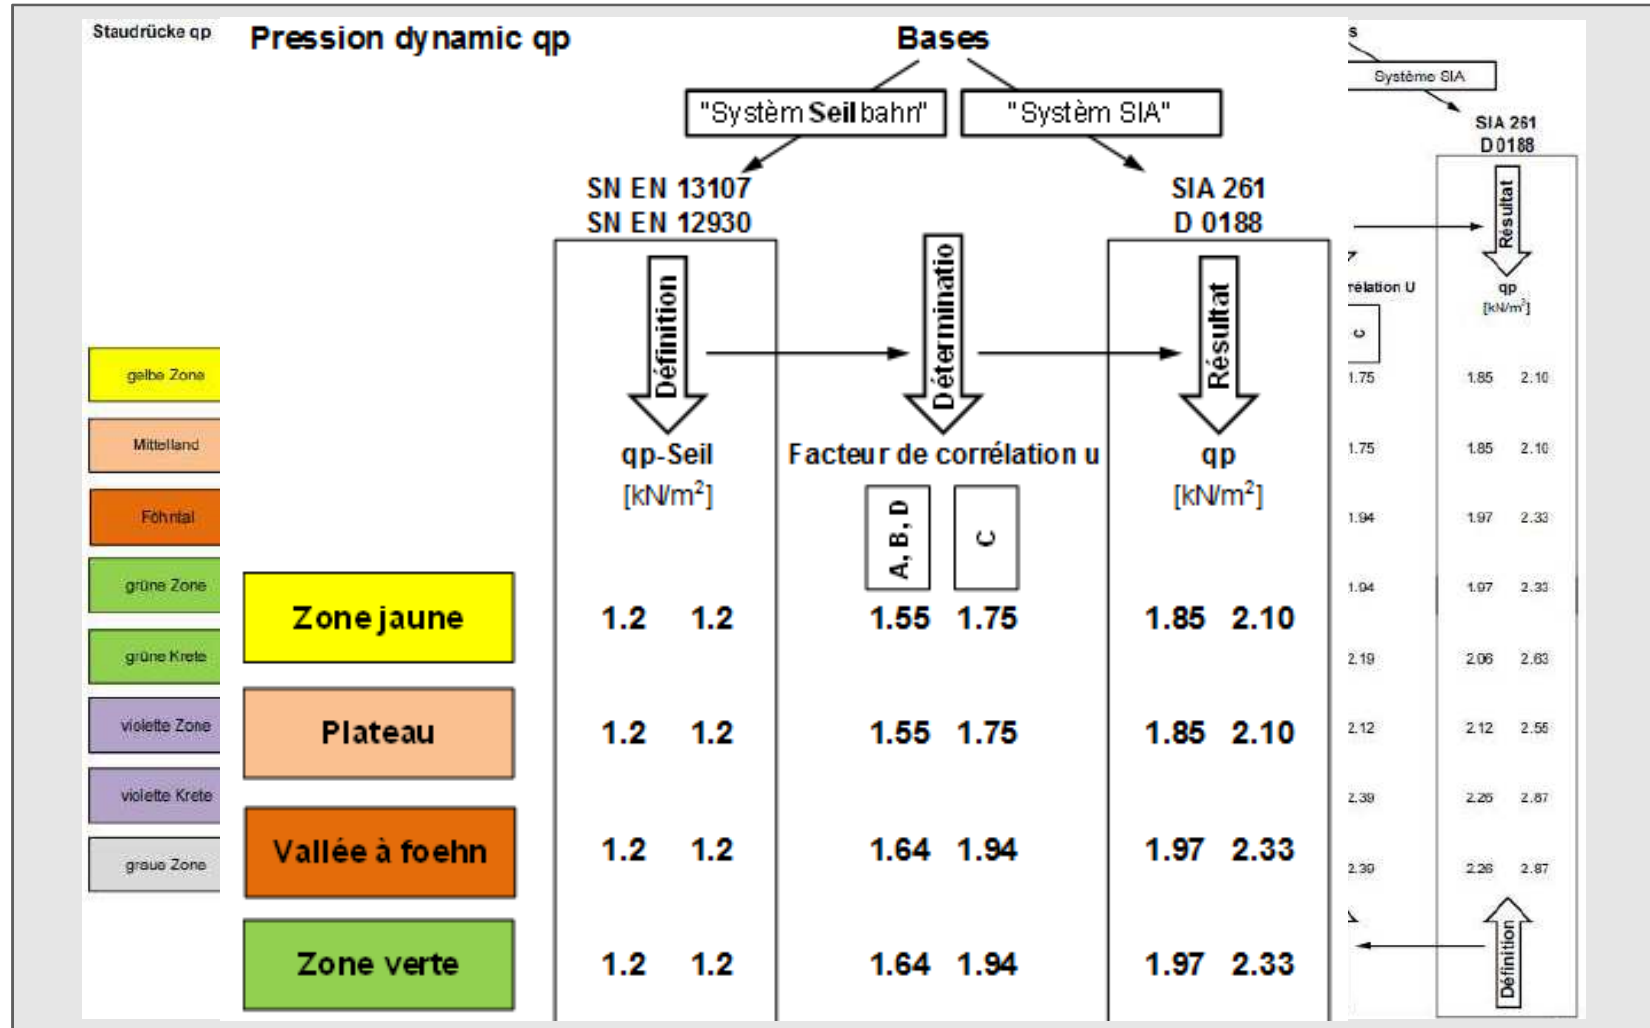 Staudrücke qp
gelbe Zone
Mittelland
Föhntal
grüne Zone
grüne Krete
violette Zone
violette Krete
graue Zone
Pression dynamic qp
Bases
"Systèm Seilbahn"
"Systèm SIA"
SN EN 13107
SN EN 12930
SIA 261
D 0188
Définition
Déterminatio
Résultat
qp-Seil
[kN/m²]
Facteur de corrélation u
A, B, D
C
qp
[kN/m²]
Zone jaune 1.2 1.2 1.55 1.75 1.85 2.10
Plateau 1.2 1.2 1.55 1.75 1.85 2.10
Vallée à foehn 1.2 1.2 1.64 1.94 1.97 2.33
Zone verte 1.2 1.2 1.64 1.94 1.97 2.33
s
Système SIA
SIA 261
D 0188
Résultat
rélation U
qp
[kN/m²]
C
1.75 1.85 2.10
1.75 1.85 2.10
1.94 1.97 2.33
1.94 1.97 2.33
2.19 2.06 2.63
2.12 2.12 2.55
2.39 2.26 2.87
2.39 2.26 2.87
Définition